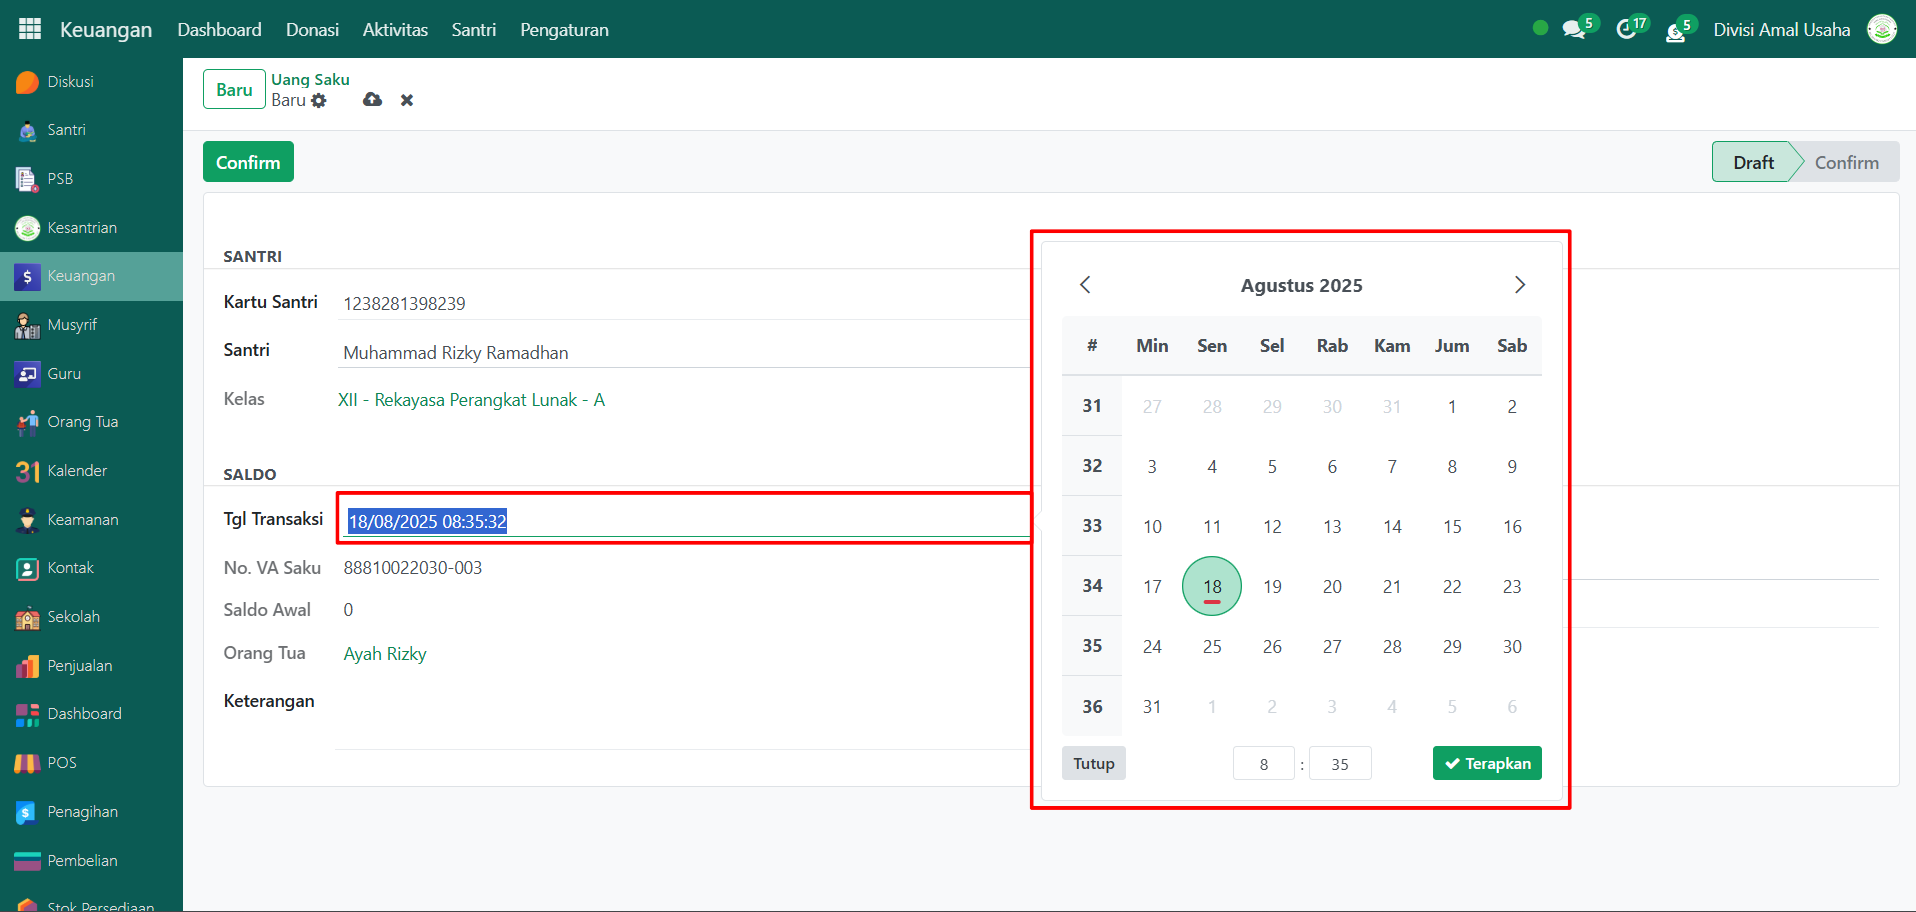 Keuangan Dashboard Donasi Aktivitas Santri Pengaturan 5 17 5 Divisi Amal Usaha
Diskusi
Santri
PSB
Kesantrian
Keuangan
Musyrif
Guru
Orang Tua
31 Kalender
Keamanan
Kontak
Sekolah
Penjualan
Dashboard
POS
Penagihan
Pembelian
Stok Persediaan
Baru Uang Saku
Baru
Confirm Draft Confirm
SANTRI
Kartu Santri 1238281398239
Santri Muhammad Rizky Ramadhan
Kelas XII - Rekayasa Perangkat Lunak - A
SALDO
Tgl Transaksi 18/08/2025 08:35:32
No. VA Saku 88810022030-003
Saldo Awal 0
Orang Tua Ayah Rizky
Keterangan
Agustus 2025
# Min Sen Sel Rab Kam Jum Sab
31 27 28 29 30 31 1 2
32 3 4 5 6 7 8 9
33 10 11 12 13 14 15 16
34 17 18 19 20 21 22 23
35 24 25 26 27 28 29 30
36 31 1 2 3 4 5 6
Tutup 8 : 35 Terapkan